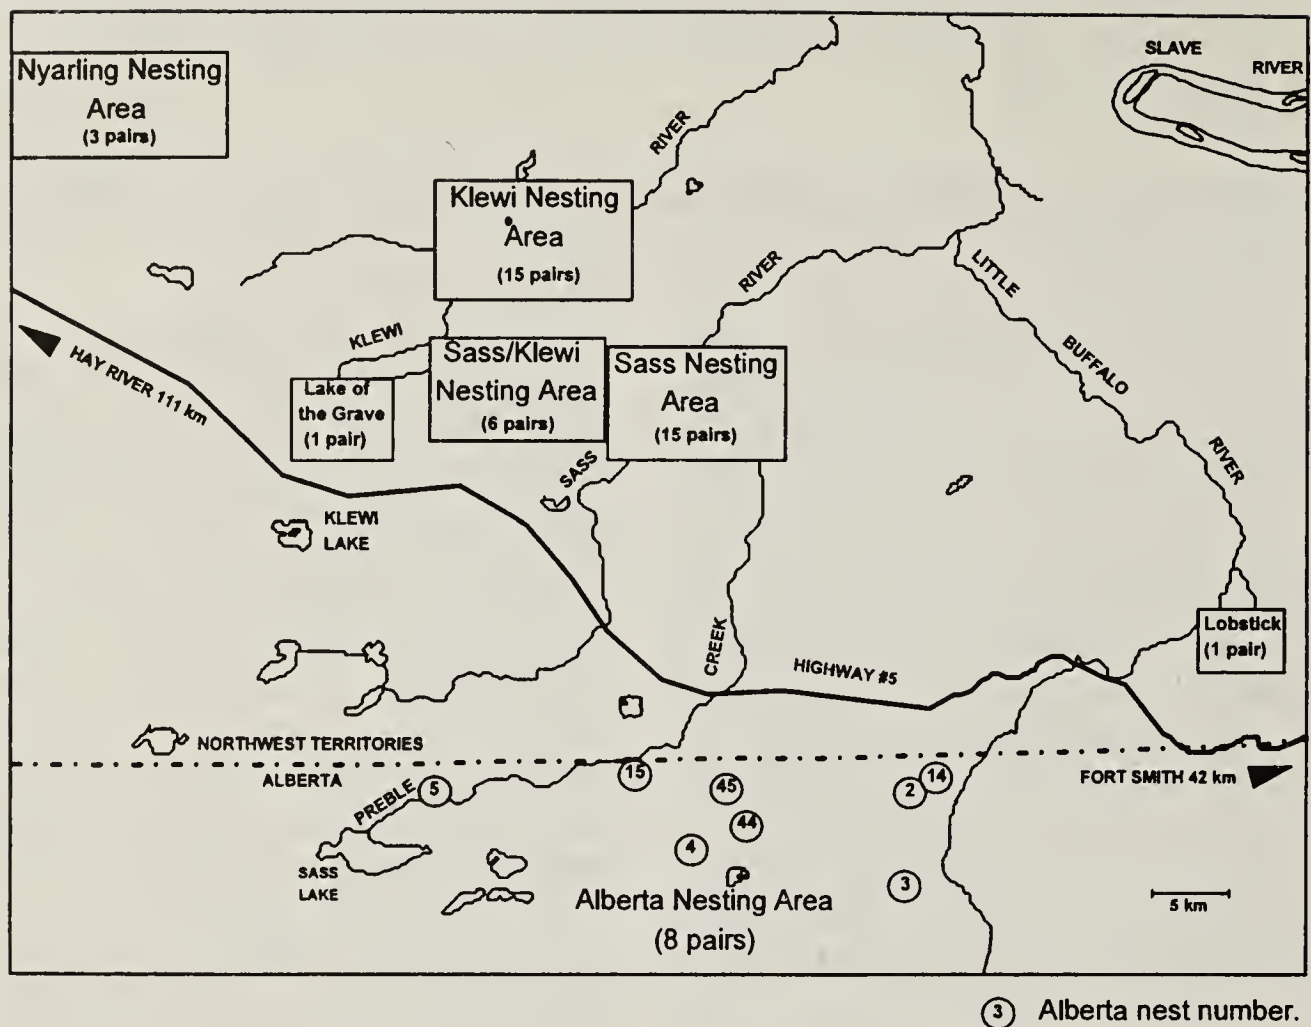 SLAVE
RIVER
Nyarling Nesting
Area
(3 pairs)
RIVER
Klewi Nesting
Area
(15 pairs)
RIVER
LITTLE
BUFFALO
RIVER
KLEWI
HAY RIVER 111 km
Sass/Klewi
Nesting Area
(6 pairs)
Sass Nesting
Area
(15 pairs)
Lake of
the Grave
(1 pair)
SASS
KLEWI
LAKE
Lobstick
(1 pair)
CREEK
HIGHWAY #5
NORTHWEST TERRITORIES
ALBERTA
FORT SMITH 42 km
PREBLE
5
15
45
2
14
44
4
3
SASS
LAKE
5 km
Alberta Nesting Area
(8 pairs)
3 Alberta nest number.